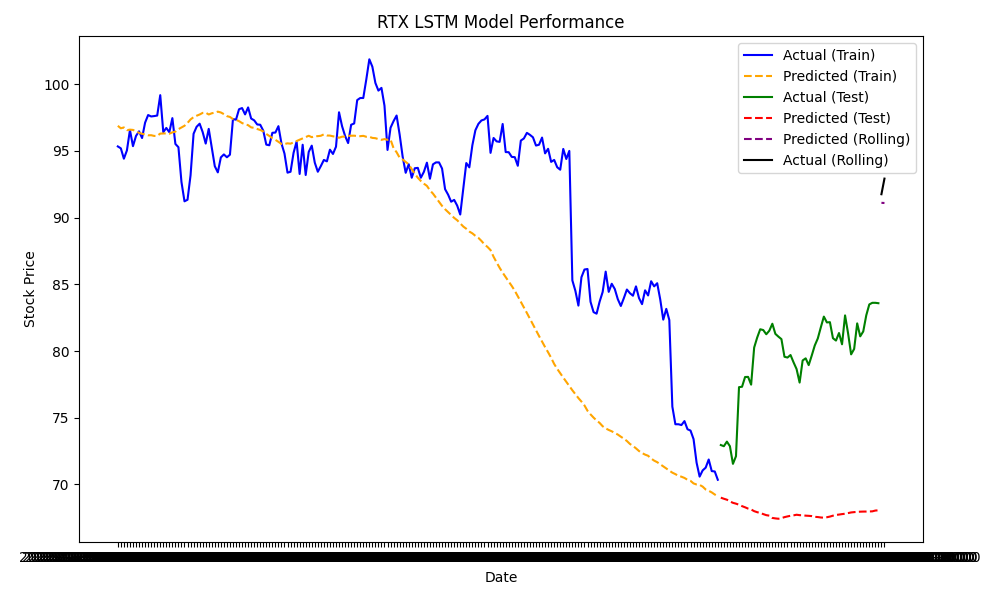 RTX LSTM Model Performance
Actual (Train)
Predicted (Train)
Actual (Test)
Predicted (Test)
Predicted (Rolling)
Actual (Rolling)
Stock Price
100
95
90
85
80
75
70
Date